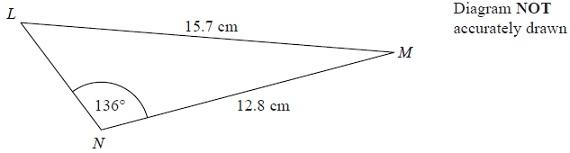 L
15.7 cm
Diagram NOT
accurately drawn
M
136°
12.8 cm
N